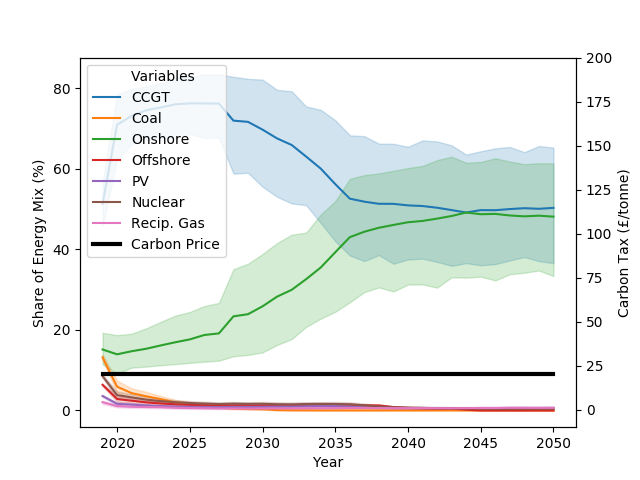 Variables
CCGT
Coal
Onshore
Offshore
PV
Nuclear
Recip. Gas
Carbon Price
Share of Energy Mix (%)
80
60
40
20
0
200
175
150
125
100
75
50
25
0
Carbon Tax (£/tonne)
2020 2025 2030 2035 2040 2045 2050
Year